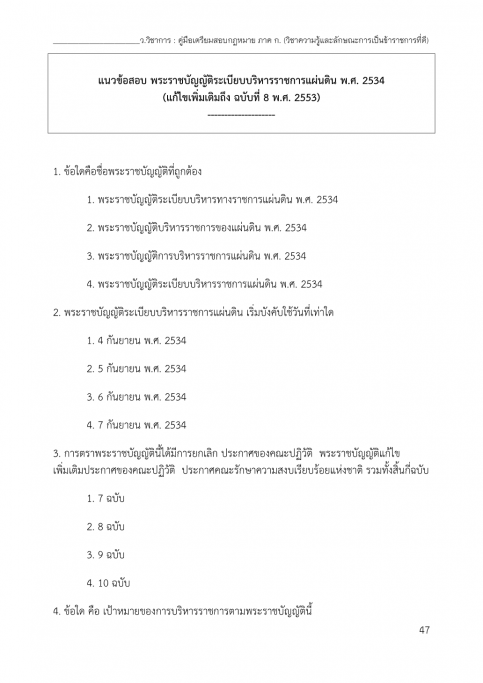 ว.วิชาการ : คู่มือเตรียมสอบกฎหมาย ภาค ก. (วิชาความรู้และลักษณะการเป็นข้าราชการที่ดี)
แนวข้อสอบ พระราชบัญญัติระเบียบบริหารราชการแผ่นดิน พ.ศ. 2534
(แก้ไขเพิ่มเติมถึง ฉบับที่ 8 พ.ศ. 2553)
--------------------
1. ข้อใดคือชื่อพระราชบัญญัติที่ถูกต้อง
1. พระราชบัญญัติระเบียบบริหารทางราชการแผ่นดิน พ.ศ. 2534
2. พระราชบัญญัติบริหารราชการของแผ่นดิน พ.ศ. 2534
3. พระราชบัญญัติการบริหารราชการแผ่นดิน พ.ศ. 2534
4. พระราชบัญญัติระเบียบบริหารราชการแผ่นดิน พ.ศ. 2534
2. พระราชบัญญัติระเบียบบริหารราชการแผ่นดิน เริ่มบังคับใช้วันที่เท่าใด
1. 4 กันยายน พ.ศ. 2534
2. 5 กันยายน พ.ศ. 2534
3. 6 กันยายน พ.ศ. 2534
4. 7 กันยายน พ.ศ. 2534
3. การตราพระราชบัญญัตินี้ได้มีการยกเลิก ประกาศของคณะปฏิวัติ พระราชบัญญัติแก้ไข
เพิ่มเติมประกาศของคณะปฏิวัติ ประกาศคณะรักษาความสงบเรียบร้อยแห่งชาติ รวมทั้งสิ้นกี่ฉบับ
1. 7 ฉบับ
2. 8 ฉบับ
3. 9 ฉบับ
4. 10 ฉบับ
4. ข้อใด คือ เป้าหมายของการบริหารราชการตามพระราชบัญญัตินี้
47